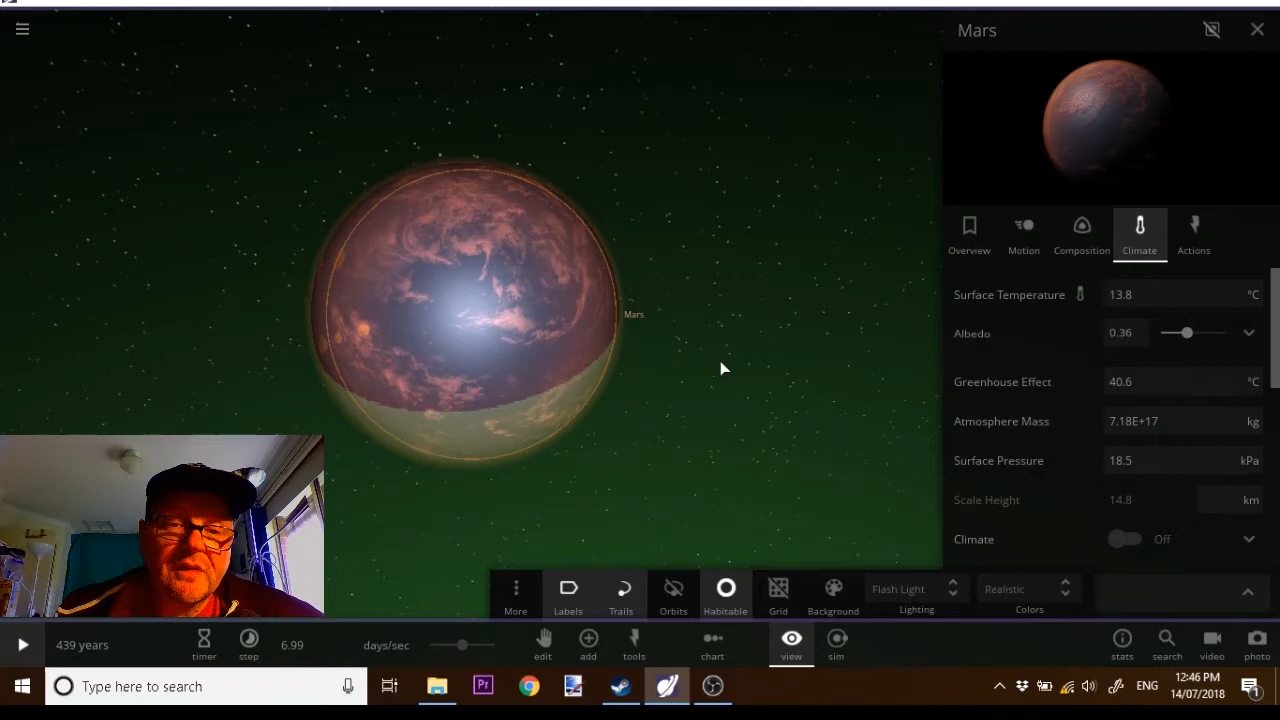 Mars
Overview
Motion
Composition
Climate
Actions
Surface Temperature 13.8 °C
Albedo 0.36
Greenhouse Effect 40.6 °C
Atmosphere Mass 7.18E+17 kg
Surface Pressure 18.5 kPa
Scale Height 14.8 km
Climate Off
Mars
More
Labels
Trails
Orbits
Habitable
Grid
Background
Flash Light
Lighting
Realistic
Colors
439 years
timer
step
6.99 days/sec
edit
add
tools
chart
view
sim
stats
search
video
photo
Type here to search
Pr
ENG
12:46 PM
14/07/2018
1